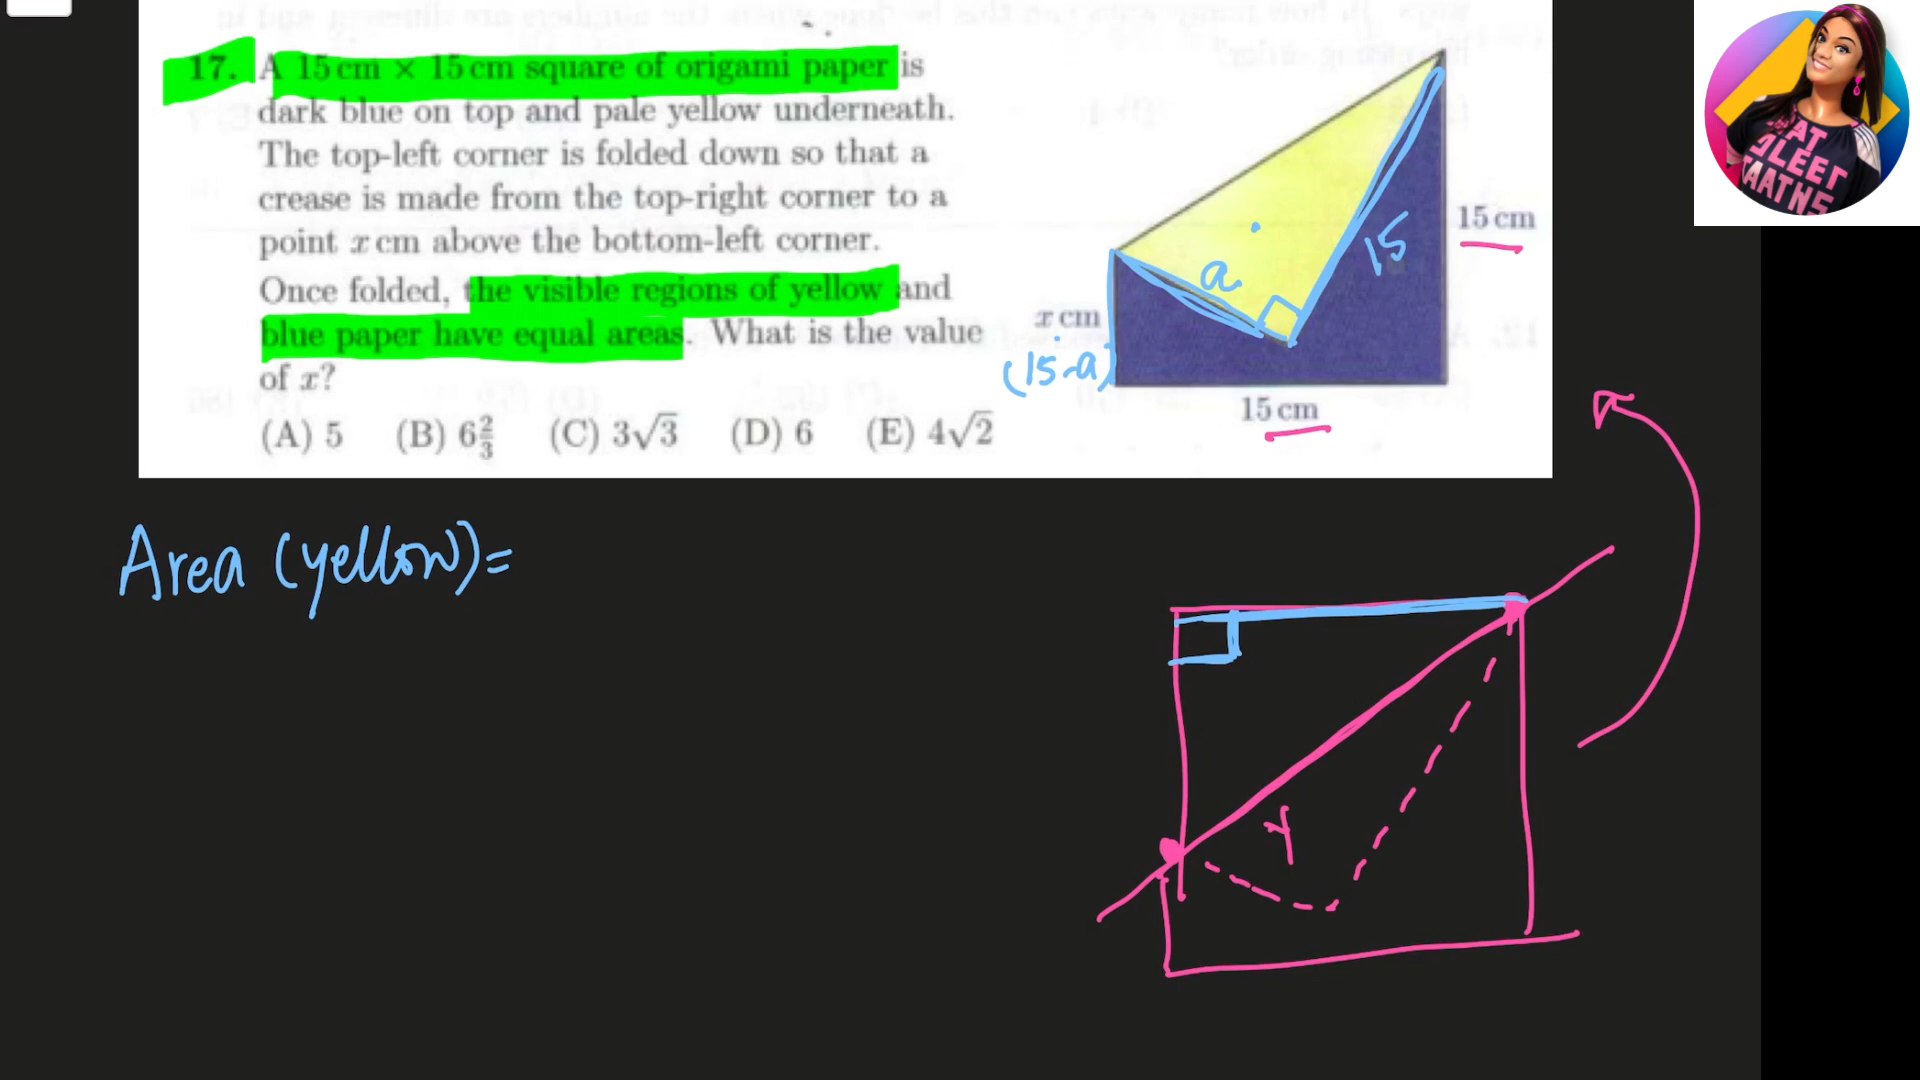 17. A 15 cm × 15 cm square of origami paper is
dark blue on top and pale yellow underneath.
The top-left corner is folded down so that a
crease is made from the top-right corner to a
point x cm above the bottom-left corner.
Once folded, the visible regions of yellow and
blue paper have equal areas. What is the value
of x?
(A) 5 (B) 6 2/3 (C) 3√3 (D) 6 (E) 4√2
15 cm
15
a
x cm
(15-a)
15 cm
Area (yellow)=
Y